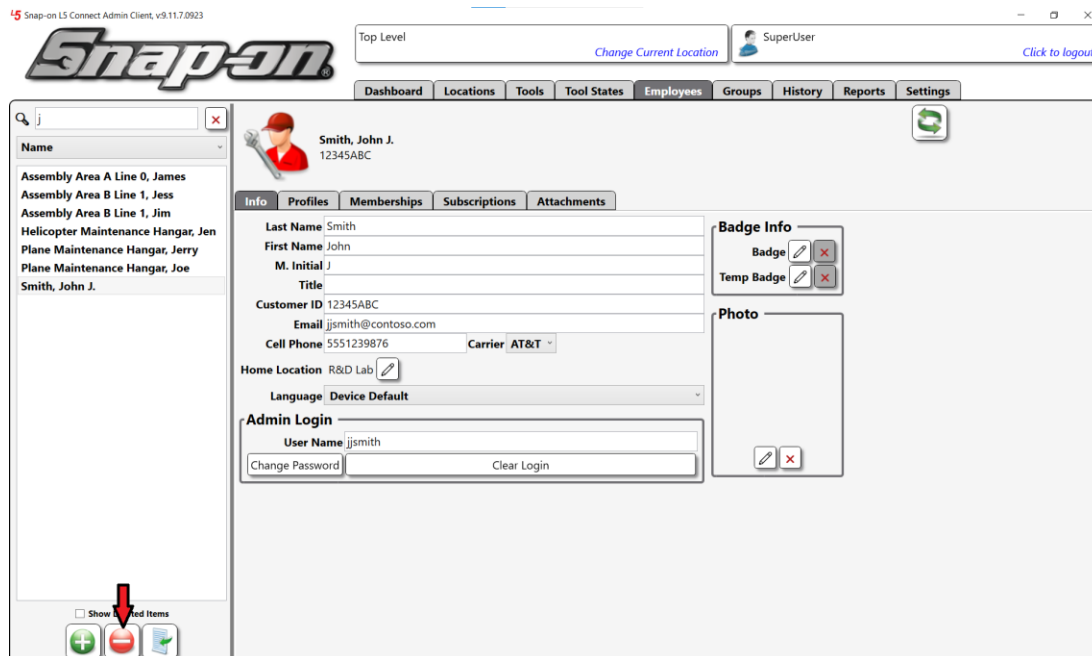 L5 Snap-on L5 Connect Admin Client, v:9.11.7.0923
Snap-on
Top Level
Change Current Location
SuperUser
Click to logout
Dashboard Locations Tools Tool States Employees Groups History Reports Settings
j
Name
Assembly Area A Line 0, James
Assembly Area B Line 1, Jess
Assembly Area B Line 1, Jim
Helicopter Maintenance Hangar, Jen
Plane Maintenance Hangar, Jerry
Plane Maintenance Hangar, Joe
Smith, John J.
Show Items
Smith, John J.
12345ABC
Info Profiles Memberships Subscriptions Attachments
Last Name Smith
First Name John
M. Initial J
Title
Customer ID 12345ABC
Email jjsmith@contoso.com
Cell Phone 5551239876 Carrier AT&T
Home Location R&D Lab
Language Device Default
Admin Login
User Name jjsmith
Change Password Clear Login
Badge Info
Badge
Temp Badge
Photo